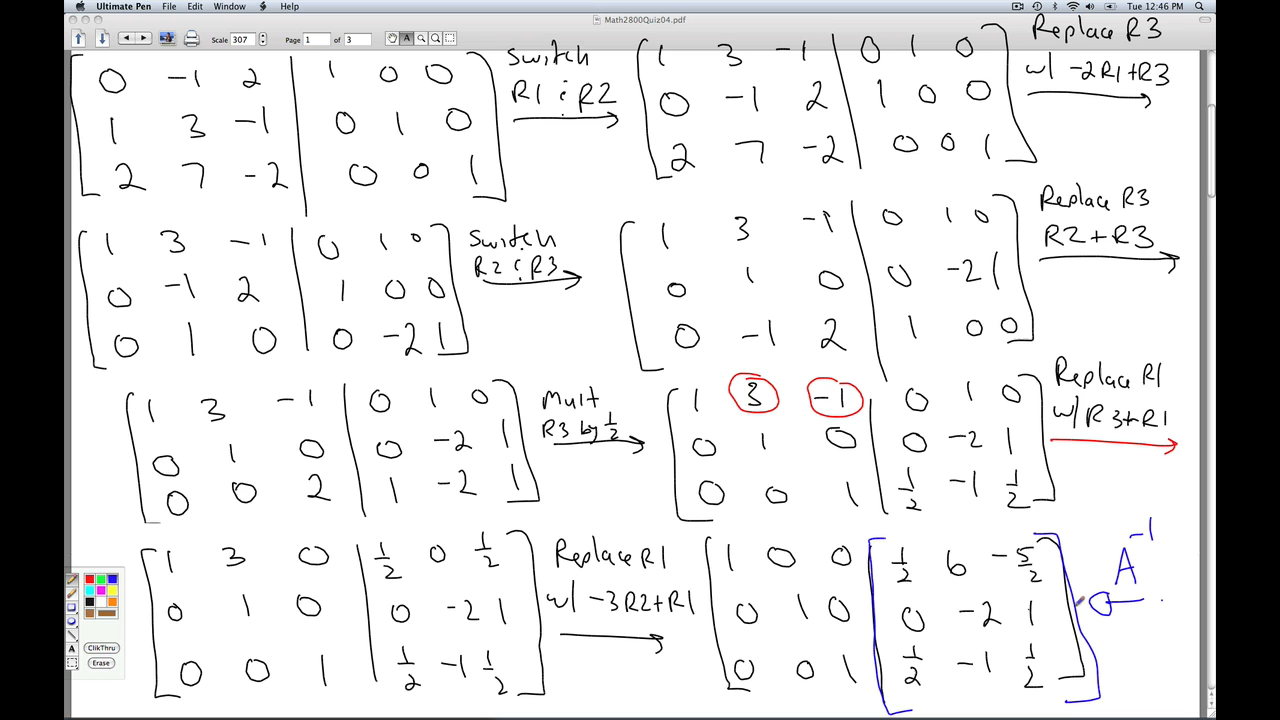 Ultimate Pen File Edit Window Help Tue 12:46 PM
Math2800Quiz04.pdf
Scale 307 Page 1 of 3
0 -1 2 | 1 0 0
1 3 -1 | 0 1 0
2 7 -2 | 0 0 1
Switch
R1 & R2
1 3 -1 | 0 1 0
0 -1 2 | 1 0 0
2 7 -2 | 0 0 1
Replace R3
w/ -2R1+R3
1 3 -1 | 0 1 0
0 -1 2 | 1 0 0
0 1 0 | 0 -2 1
Switch
R2 & R3
1 3 -1 | 0 1 0
0 1 0 | 0 -2 1
0 -1 2 | 1 0 0
Replace R3
R2+R3
1 3 -1 | 0 1 0
0 1 0 | 0 -2 1
0 0 2 | 1 -2 1
Mult
R3 by 1/2
1 3 -1 | 0 1 0
0 1 0 | 0 -2 1
0 0 1 | 1/2 -1 1/2
Replace R1
w/ R3+R1
1 3 0 | 1/2 0 1/2
0 1 0 | 0 -2 1
0 0 1 | 1/2 -1 1/2
Replace R1
w/ -3R2+R1
1 0 0 | 1/2 6 -5/2
0 1 0 | 0 -2 1
0 0 1 | 1/2 -1 1/2
A⁻¹
A
ClikThru
Erase